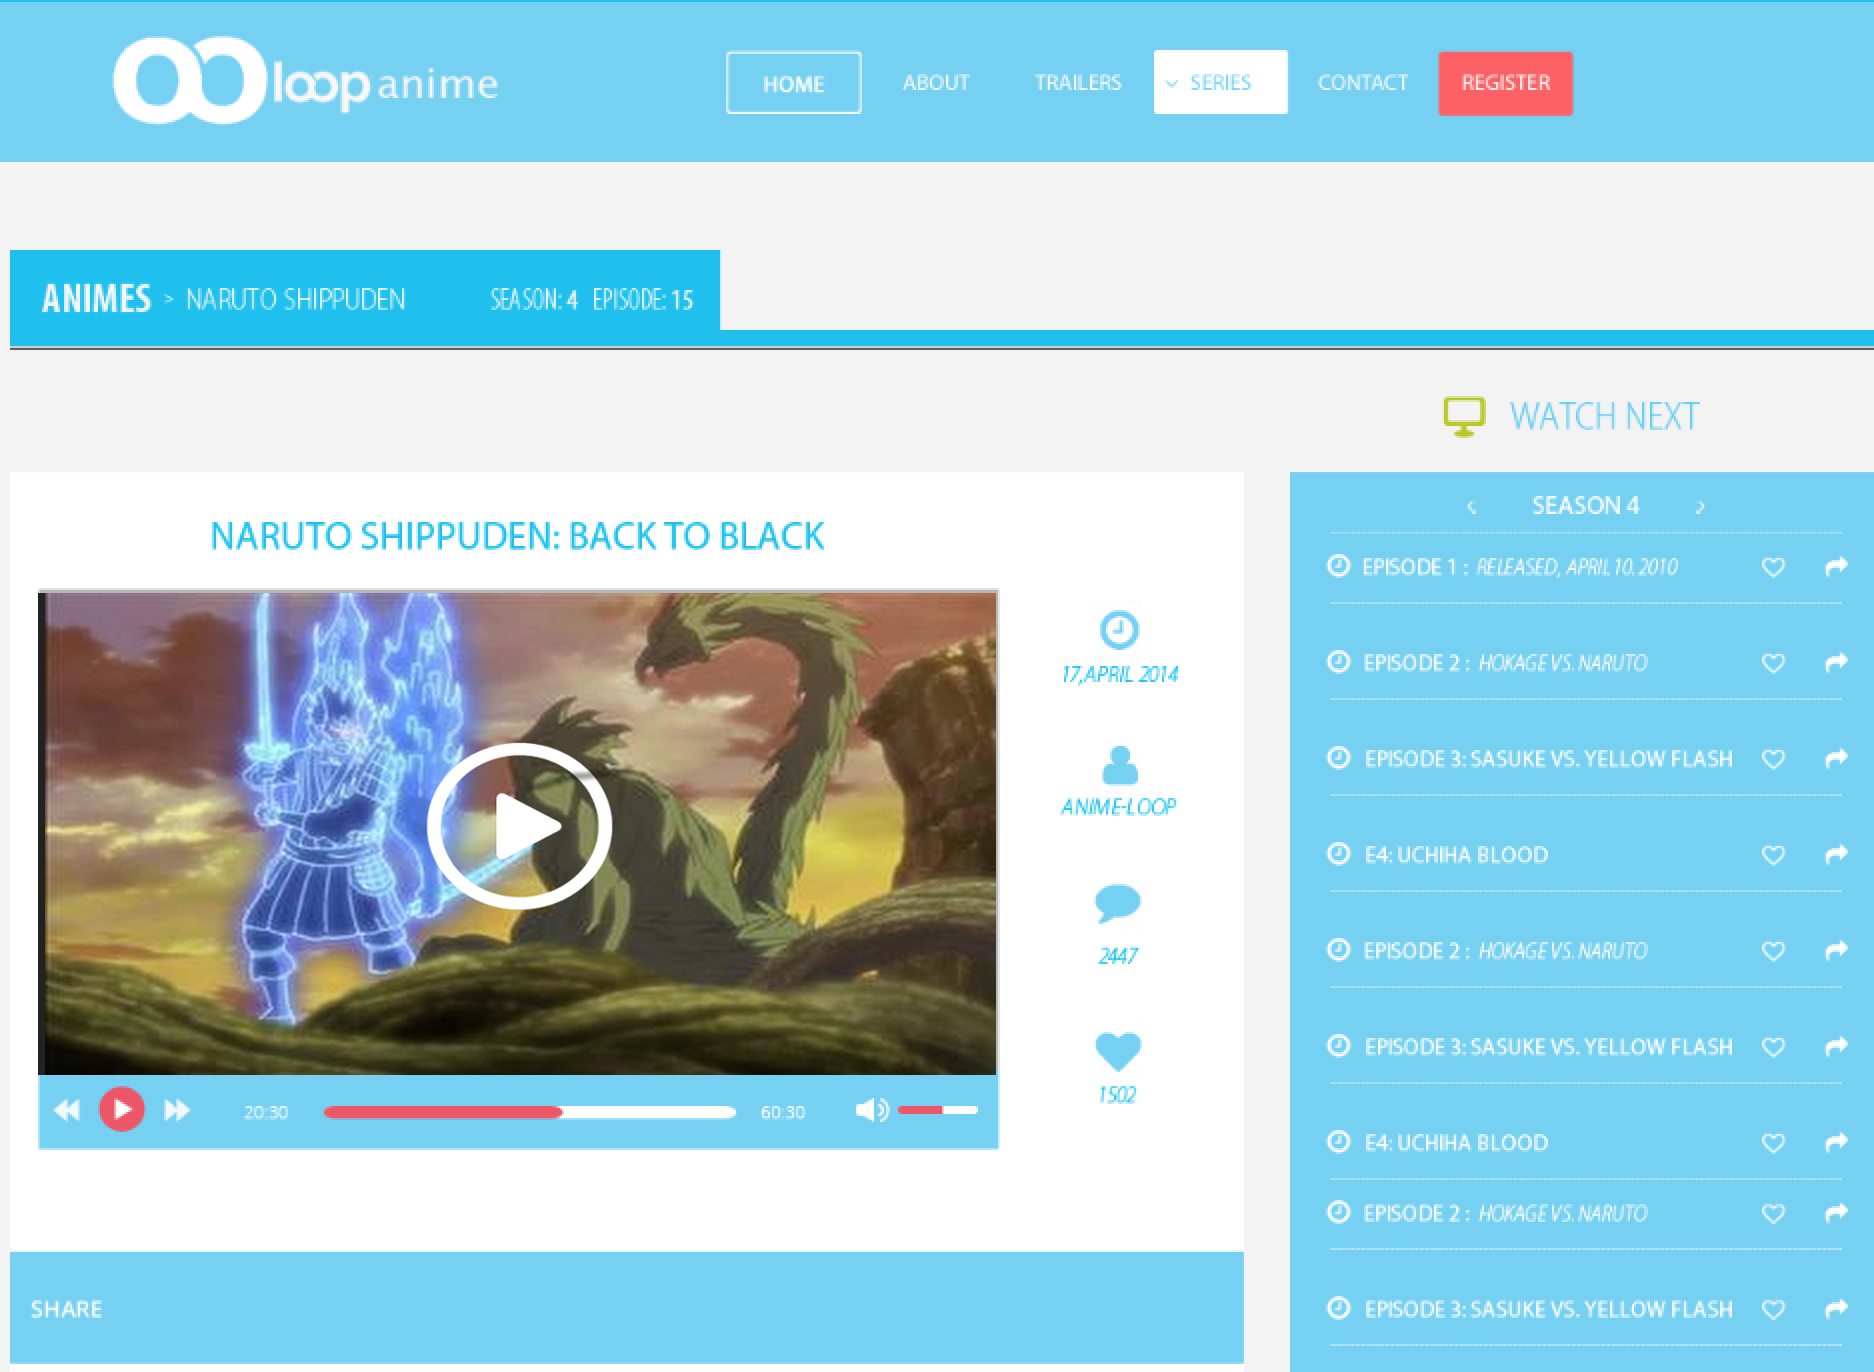 loop anime
HOME
ABOUT
TRAILERS
SERIES
CONTACT
REGISTER
ANIMES > NARUTO SHIPPUDEN SEASON: 4 EPISODE: 15
WATCH NEXT
NARUTO SHIPPUDEN: BACK TO BLACK
17,APRIL 2014
ANIME-LOOP
2447
1502
20:30
60:30
SHARE
SEASON 4
EPISODE 1 : RELEASED, APRIL 10. 2010
EPISODE 2 : HOKAGE VS. NARUTO
EPISODE 3: SASUKE VS. YELLOW FLASH
E4: UCHIHA BLOOD
EPISODE 2 : HOKAGE VS. NARUTO
EPISODE 3: SASUKE VS. YELLOW FLASH
E4: UCHIHA BLOOD
EPISODE 2 : HOKAGE VS. NARUTO
EPISODE 3: SASUKE VS. YELLOW FLASH